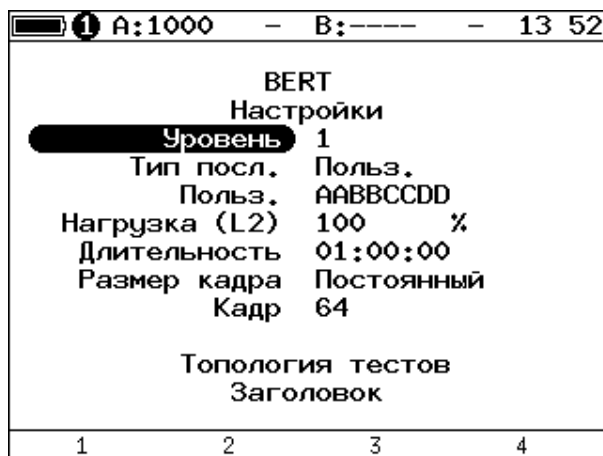 1 A:1000 – B:---- – 13 52
BERT
Настройки
Уровень 1
Тип посл. Польз.
Польз. AABBCCDD
Нагрузка (L2) 100 %
Длительность 01:00:00
Размер кадра Постоянный
Кадр 64
Топология тестов
Заголовок
1 2 3 4